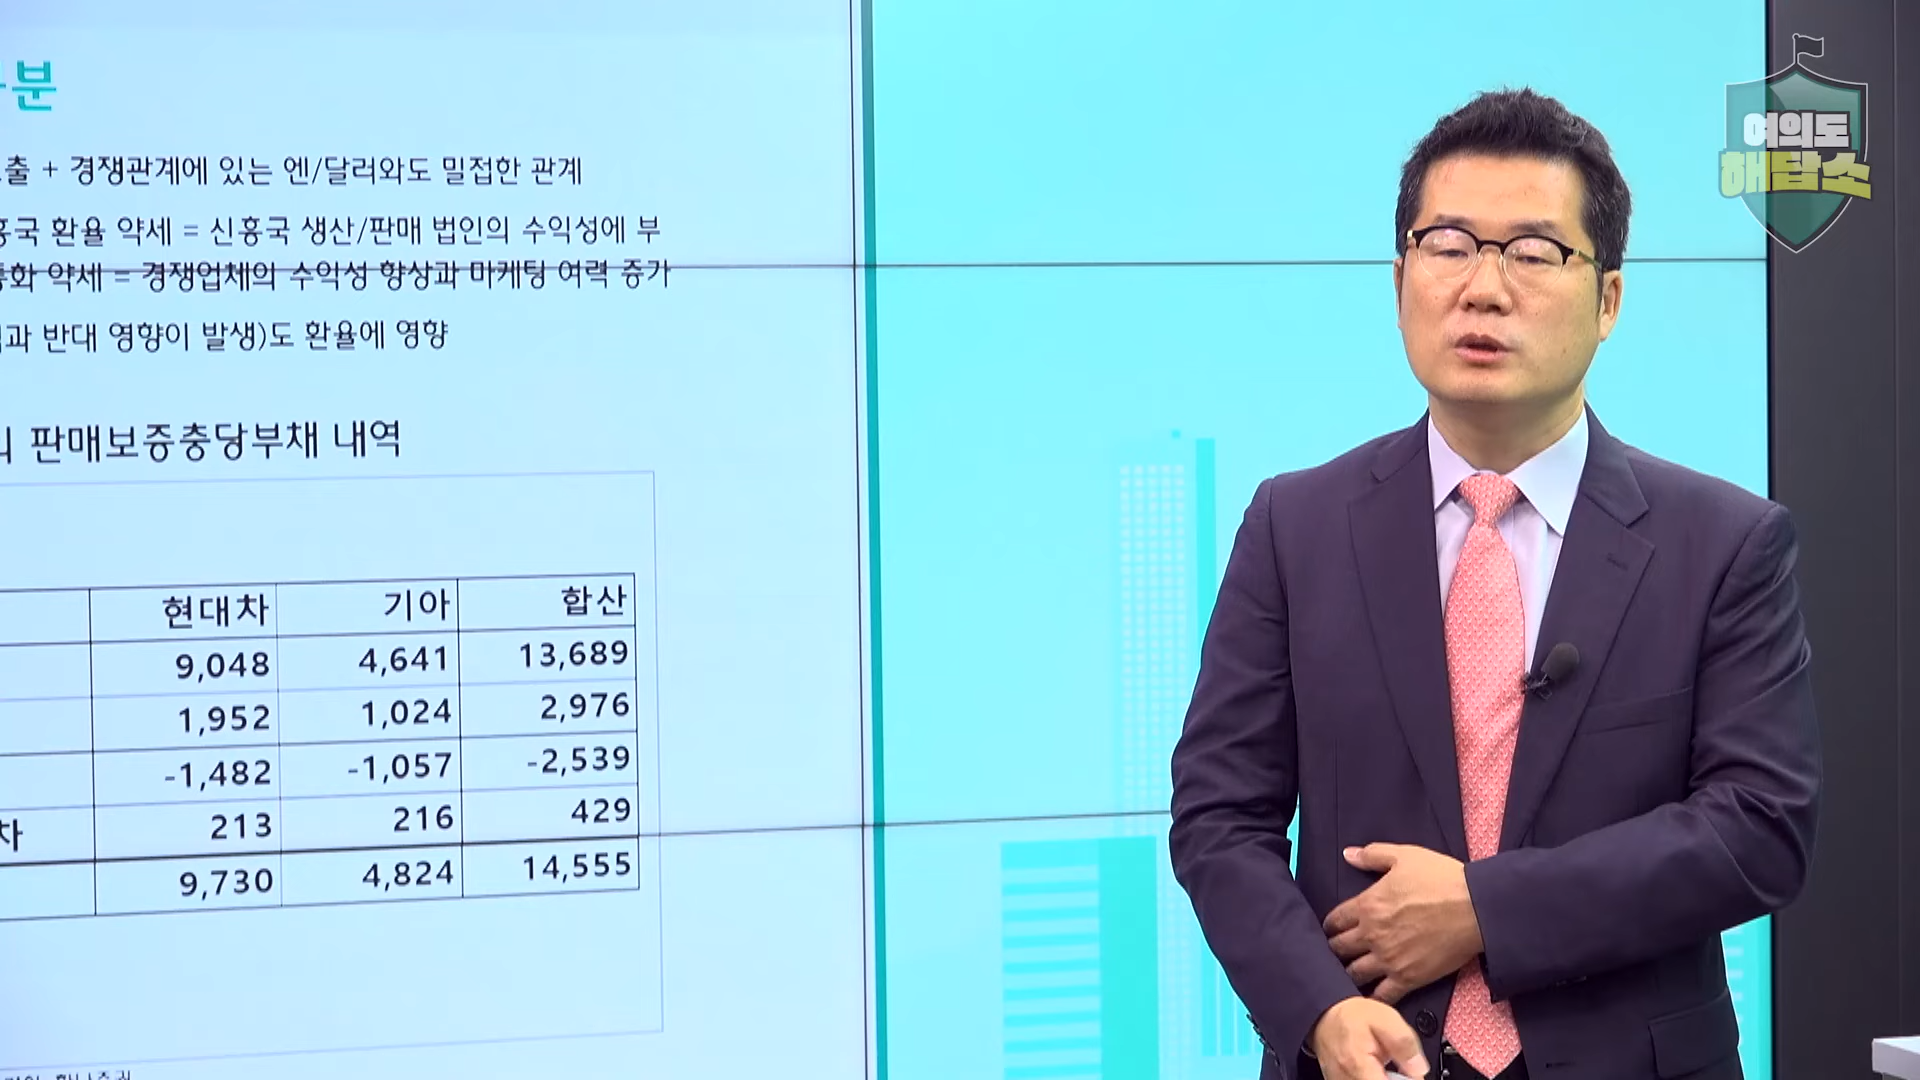 부분
출 + 경쟁관계에 있는 엔/달러와도 밀접한 관계
흥국 환율 약세 = 신흥국 생산/판매 법인의 수익성에 부
통화 약세 = 경쟁업체의 수익성 향상과 마케팅 여력 증가
과 반대 영향이 발생)도 환율에 영향
의 판매보증충당부채 내역
현대차 기아 합산
9,048 4,641 13,689
1,952 1,024 2,976
-1,482 -1,057 -2,539
차 213 216 429
9,730 4,824 14,555
여의도
해답소